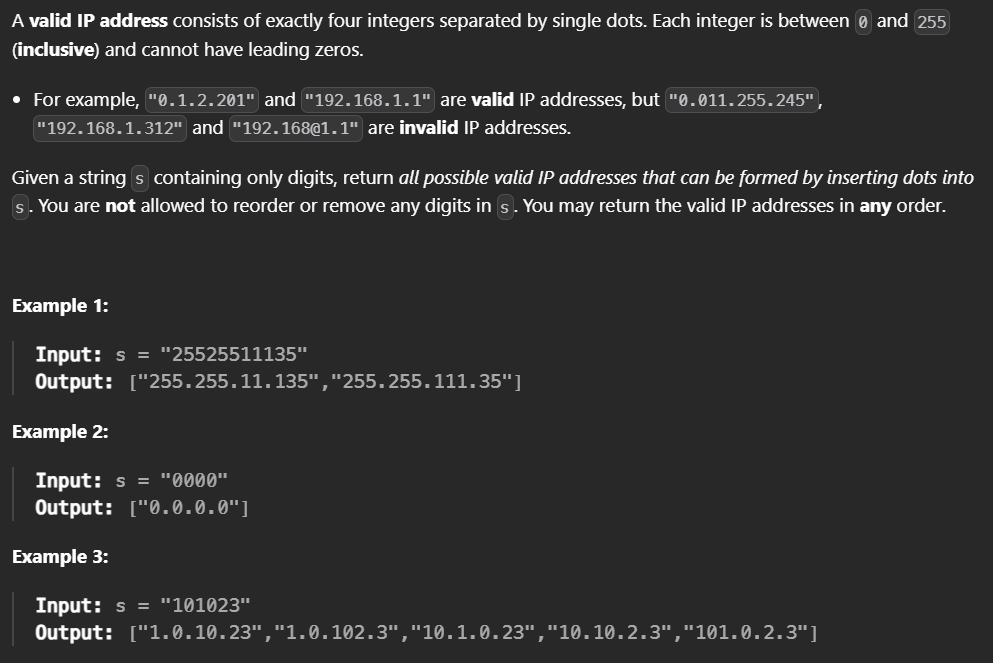 A valid IP address consists of exactly four integers separated by single dots. Each integer is between 0 and 255
(inclusive) and cannot have leading zeros.
• For example, "0.1.2.201" and "192.168.1.1" are valid IP addresses, but "0.011.255.245",
"192.168.1.312" and "192.168@1.1" are invalid IP addresses.
Given a string s containing only digits, return all possible valid IP addresses that can be formed by inserting dots into
s. You are not allowed to reorder or remove any digits in s. You may return the valid IP addresses in any order.
Example 1:
Input: s = "25525511135"
Output: ["255.255.11.135","255.255.111.35"]
Example 2:
Input: s = "0000"
Output: ["0.0.0.0"]
Example 3:
Input: s = "101023"
Output: ["1.0.10.23","1.0.102.3","10.1.0.23","10.10.2.3","101.0.2.3"]